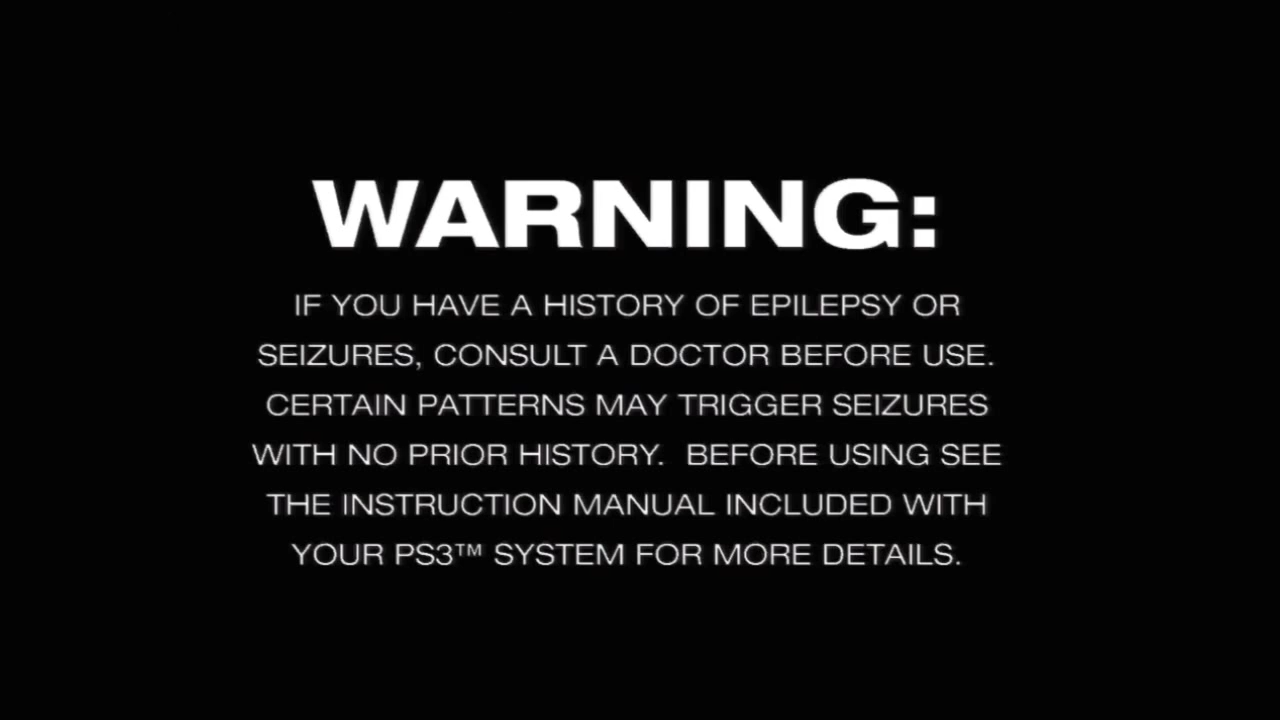 WARNING:
IF YOU HAVE A HISTORY OF EPILEPSY OR
SEIZURES, CONSULT A DOCTOR BEFORE USE.
CERTAIN PATTERNS MAY TRIGGER SEIZURES
WITH NO PRIOR HISTORY.  BEFORE USING SEE
THE INSTRUCTION MANUAL INCLUDED WITH
YOUR PS3™ SYSTEM FOR MORE DETAILS.